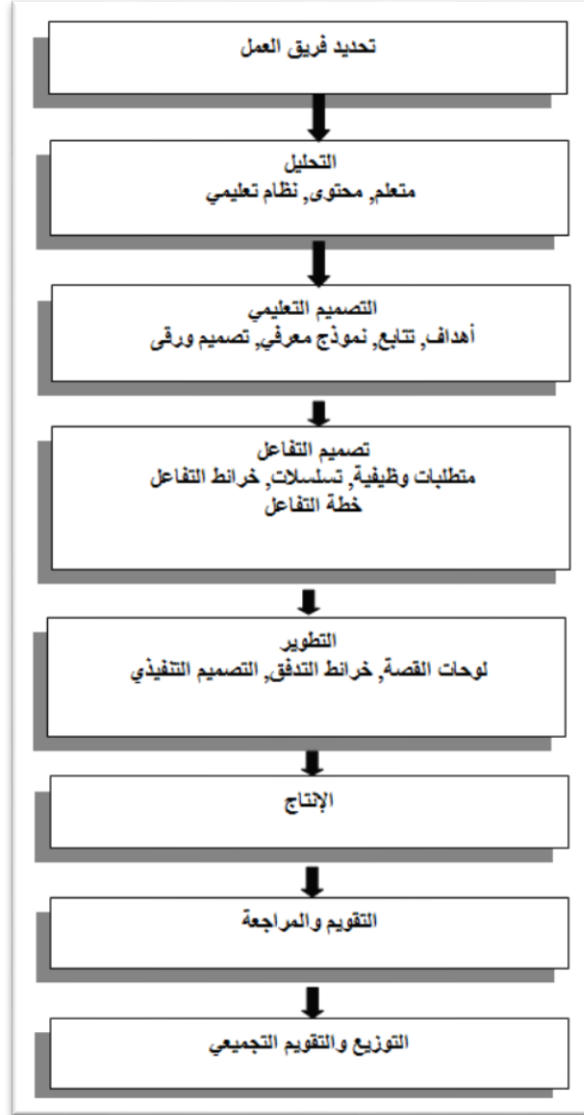 تحديد فريق العمل
التحليل
متعلم, محتوى, نظام تعليمي
التصميم التعليمي
أهداف, تتابع, نموذج معرفي, تصميم ورقى
تصميم التفاعل
متطلبات وظيفية, تسلسلات, خرائط التفاعل
خطة التفاعل
التطوير
لوحات القصة, خرائط التدفق, التصميم التنفيذي
الإنتاج
التقويم والمراجعة
التوزيع والتقويم التجميعي